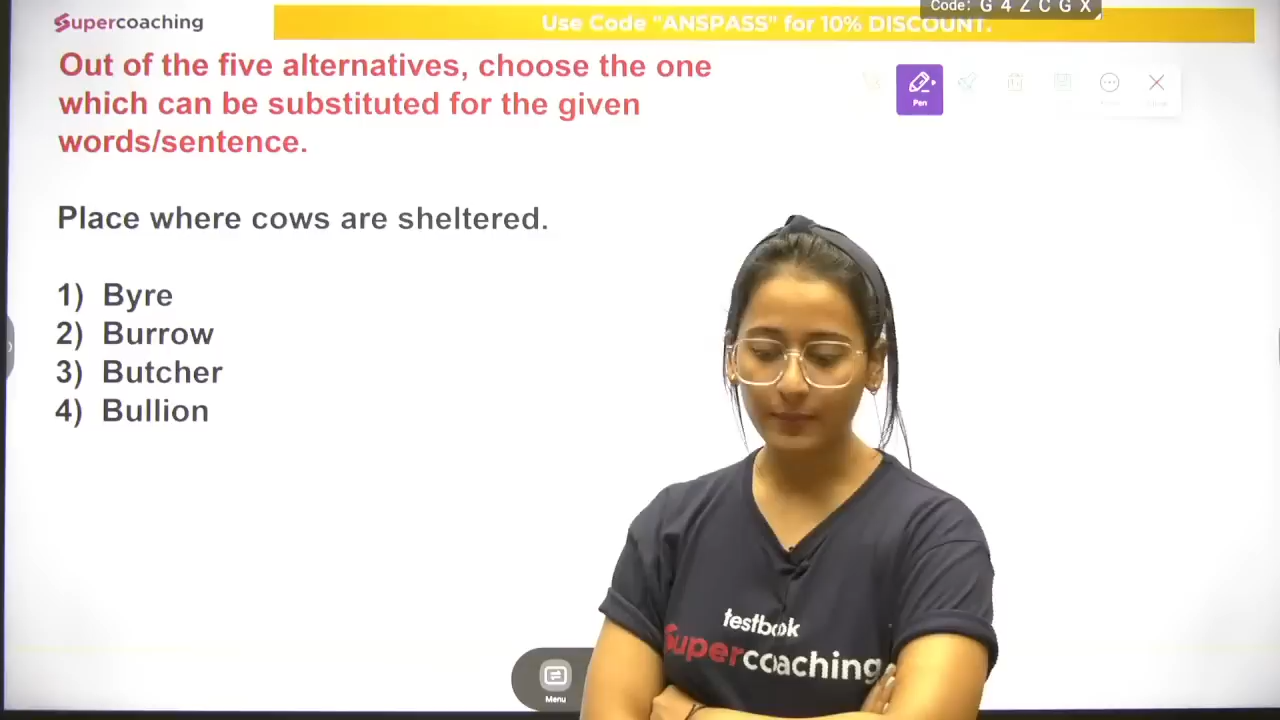 Supercoaching
Use Code "ANSPASS" for 10% DISCOUNT.
Code: G 4 Z C G X
Out of the five alternatives, choose the one
which can be substituted for the given
words/sentence.
Pen
Place where cows are sheltered.
1) Byre
2) Burrow
3) Butcher
4) Bullion
testbook
Supercoaching
Menu